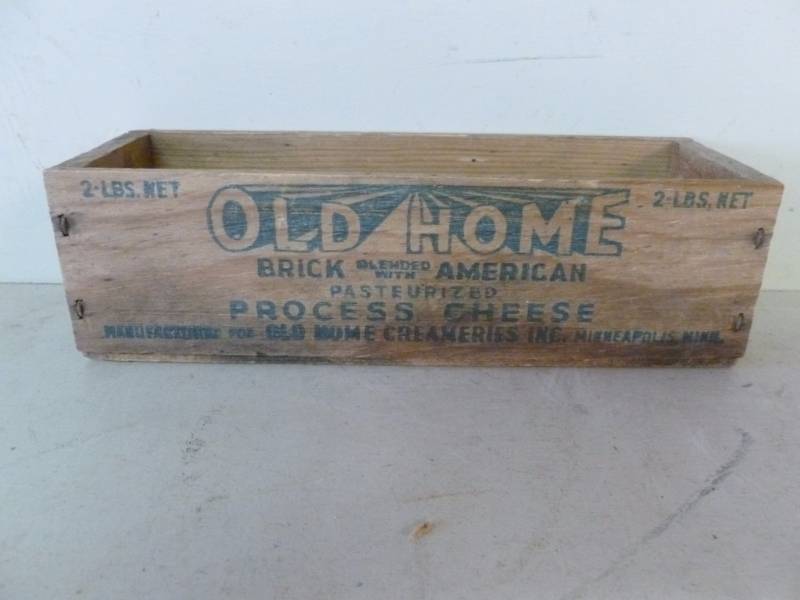 2-LBS. NET
OLD HOME
2-LBS. NET
BRICK BLENDED WITH AMERICAN
PASTEURIZED
PROCESS CHEESE
MANUFACTURED FOR OLD HOME CREAMERIES INC. MINNEAPOLIS, MINN.